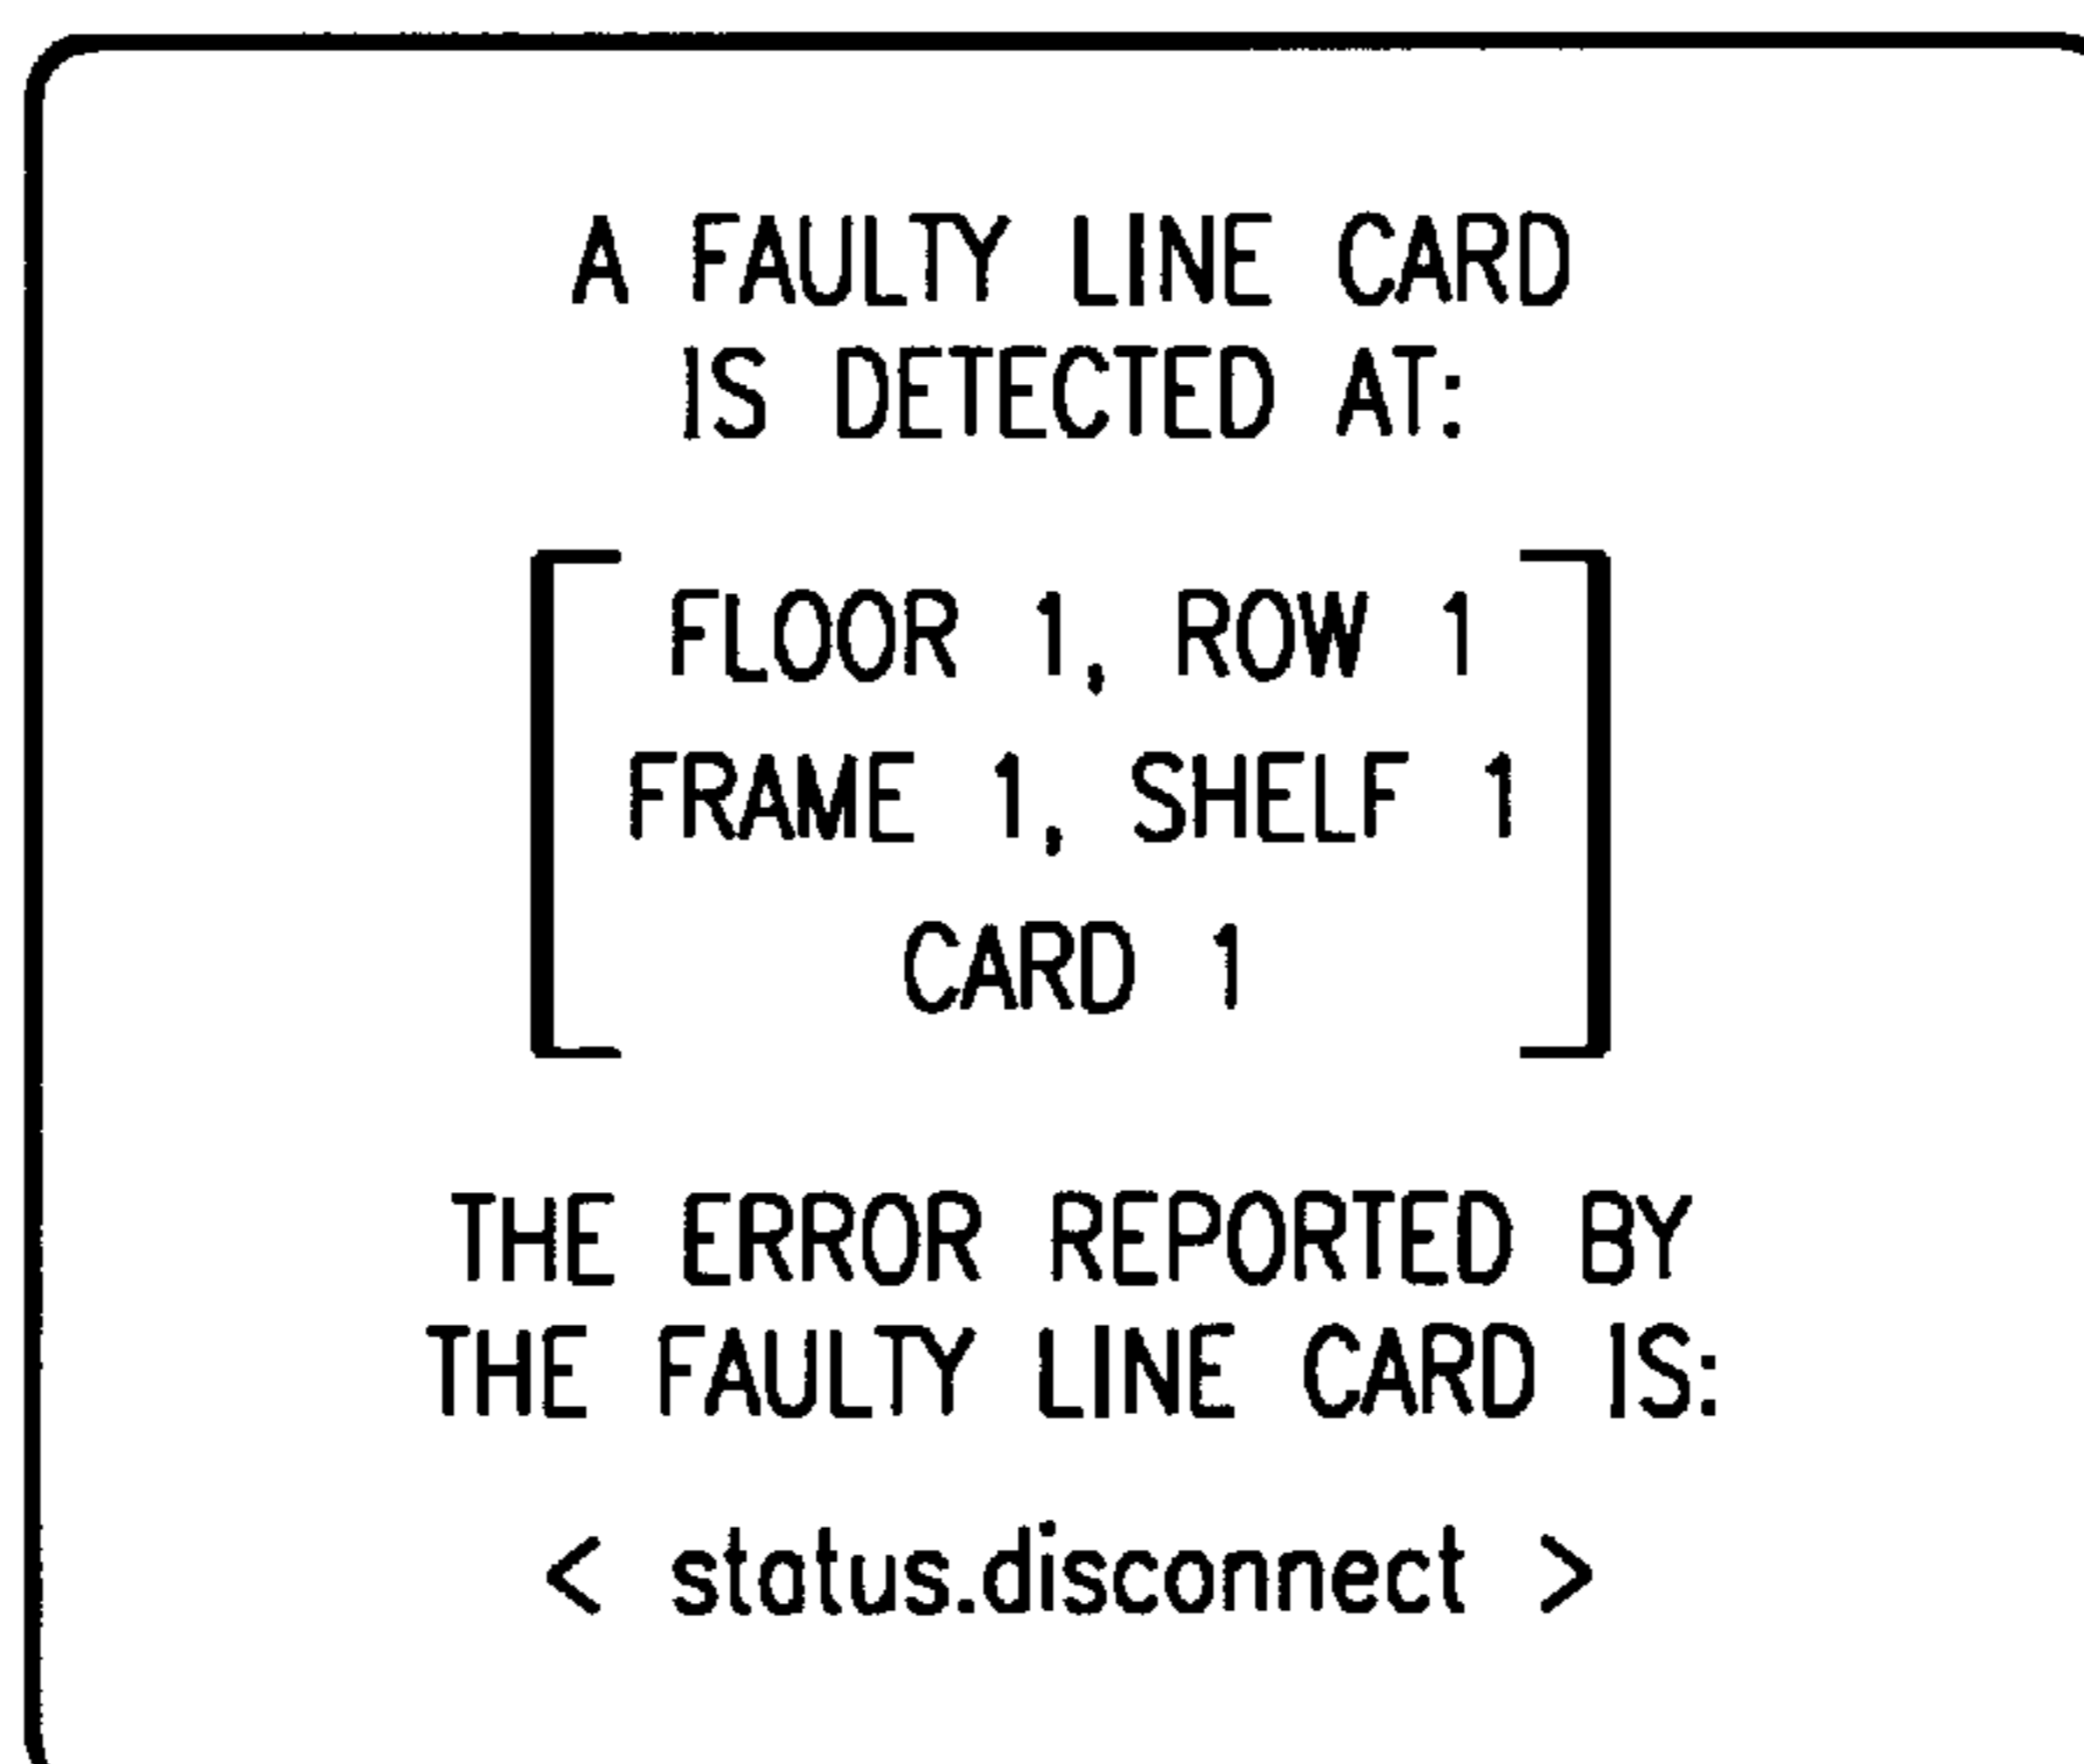 A FAULTY LINE CARD
IS DETECTED AT:
FLOOR 1, ROW 1
FRAME 1, SHELF 1
CARD 1
THE ERROR REPORTED BY
THE FAULTY LINE CARD IS:
< status.disconnect >